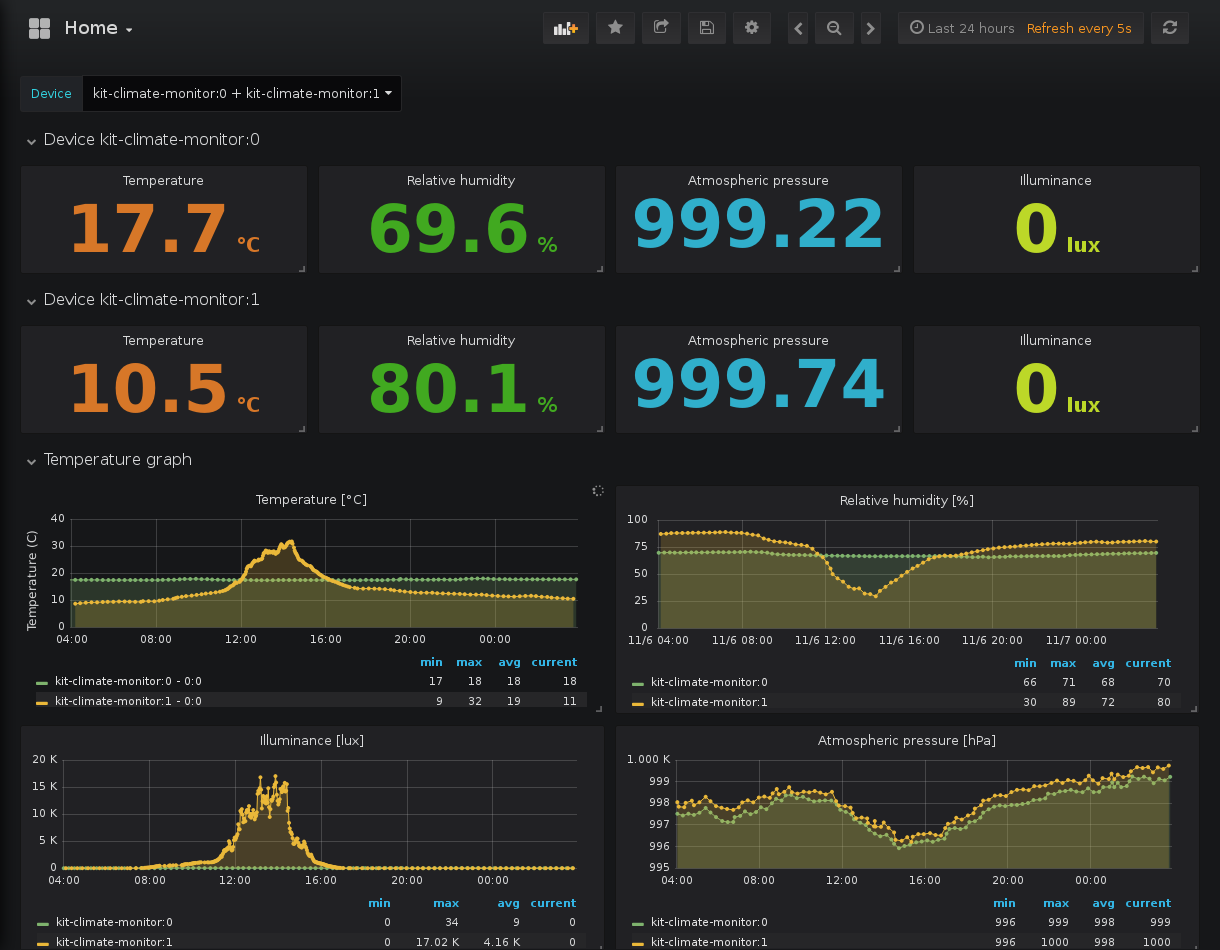 Home
Last 24 hours Refresh every 5s
Device kit-climate-monitor:0 + kit-climate-monitor:1
Device kit-climate-monitor:0
Temperature Relative humidity Atmospheric pressure Illuminance
17.7 °C 69.6 % 999.22 0 lux
Device kit-climate-monitor:1
Temperature Relative humidity Atmospheric pressure Illuminance
10.5 °C 80.1 % 999.74 0 lux
Temperature graph
Temperature [°C]
Temperature (C)
40
30
20
10
0
04:00 08:00 12:00 16:00 20:00 00:00
min max avg current
kit-climate-monitor:0 - 0:0 17 18 18 18
kit-climate-monitor:1 - 0:0 9 32 19 11
Relative humidity [%]
100
75
50
25
0
11/6 04:00 11/6 08:00 11/6 12:00 11/6 16:00 11/6 20:00 11/7 00:00
min max avg current
kit-climate-monitor:0 66 71 68 70
kit-climate-monitor:1 30 89 72 80
Illuminance [lux]
20 K
15 K
10 K
5 K
0
04:00 08:00 12:00 16:00 20:00 00:00
min max avg current
kit-climate-monitor:0 0 34 9 0
kit-climate-monitor:1 0 17.02 K 4.16 K 0
Atmospheric pressure [hPa]
1.000 K
999
998
997
996
995
04:00 08:00 12:00 16:00 20:00 00:00
min max avg current
kit-climate-monitor:0 996 999 998 999
kit-climate-monitor:1 996 1000 998 1000